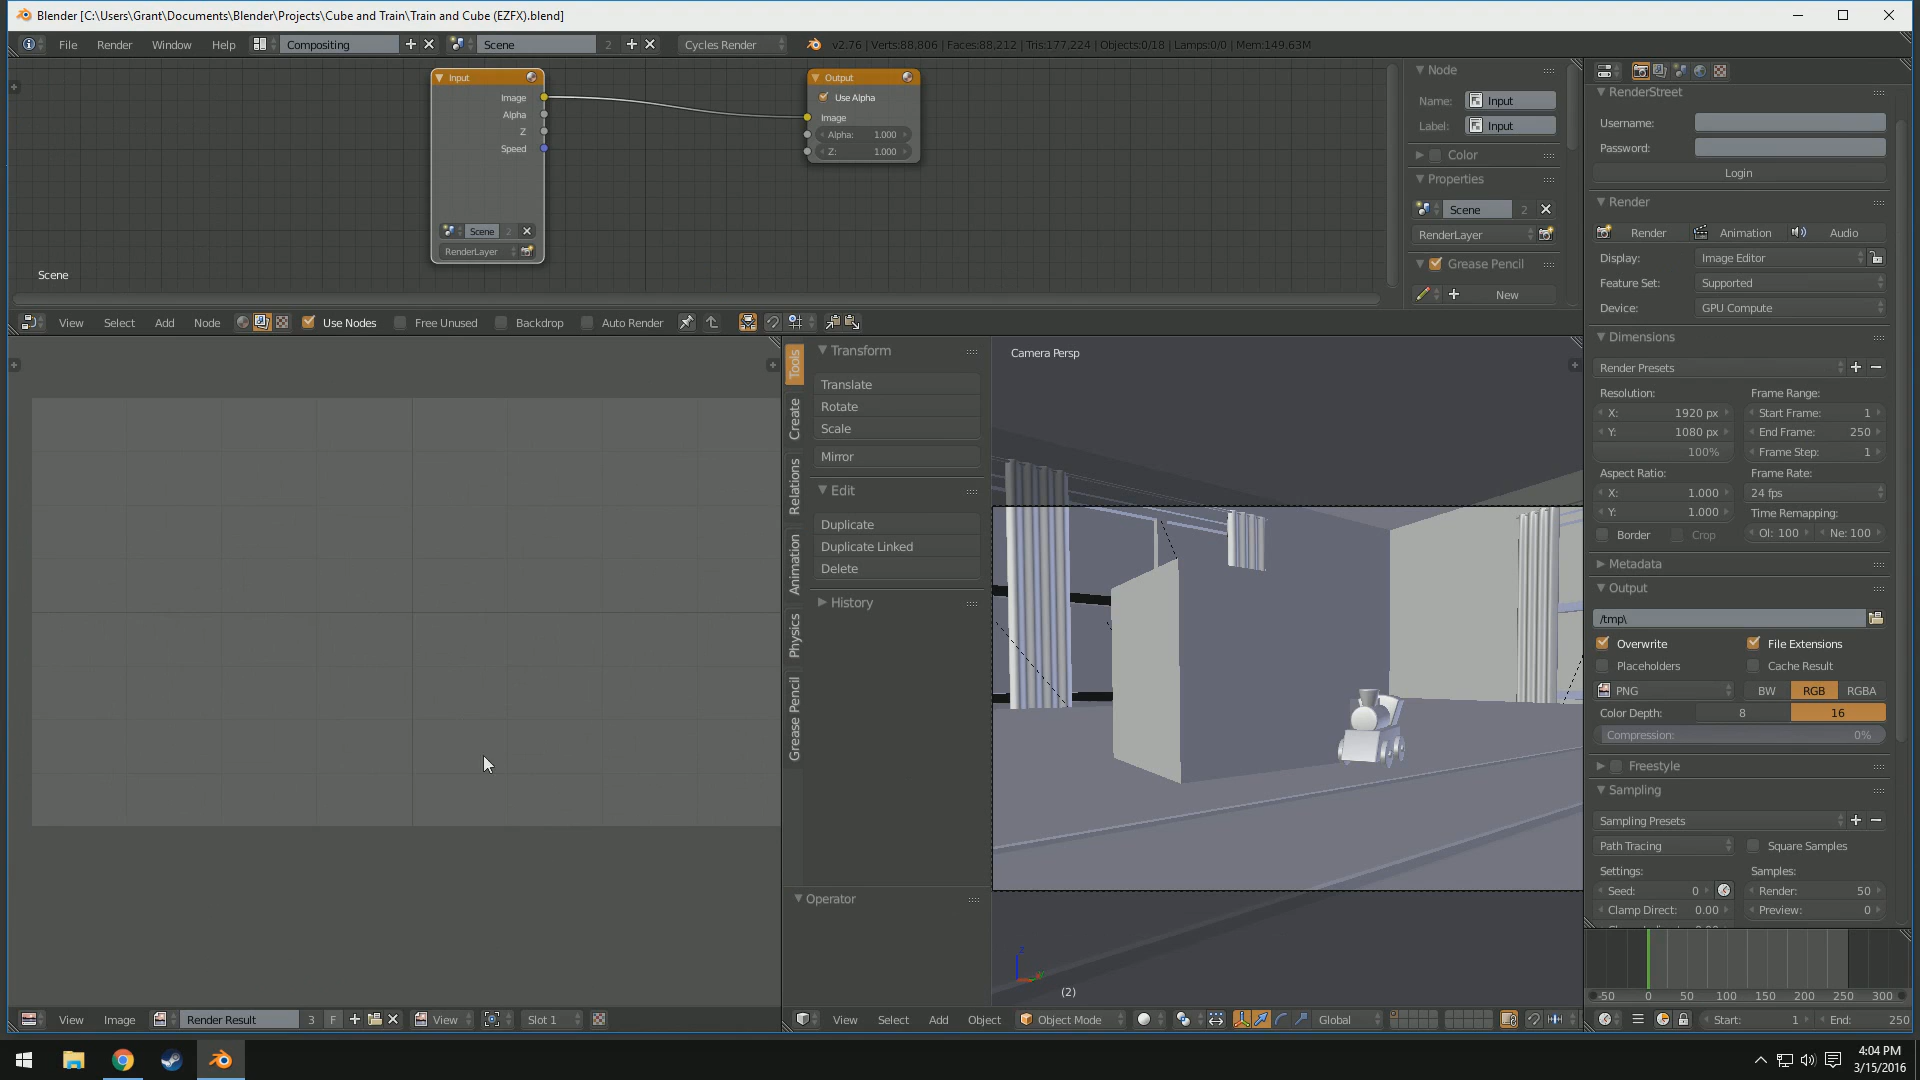 Blender [C:\Users\Grant\Documents\Blender\Projects\Cube and Train\Train and Cube (EZFX).blend]
File Render Window Help Compositing Scene 2 Cycles Render v2.76 | Verts:88,806 | Faces:88,212 | Tris:177,224 | Objects:0/18 | Lamps:0/0 | Mem:149.63M
Input
Image
Alpha
Z
Speed
Scene 2
RenderLayer
Output
Use Alpha
Image
Alpha: 1.000
Z: 1.000
Scene
Node
Name: Input
Label: Input
Color
Properties
Scene 2
RenderLayer
Grease Pencil
New
View Select Add Node Use Nodes Free Unused Backdrop Auto Render
RenderStreet
Username:
Password:
Login
Render
Render Animation Audio
Display: Image Editor
Feature Set: Supported
Device: GPU Compute
Dimensions
Render Presets
Resolution: Frame Range:
X: 1920 px Start Frame: 1
Y: 1080 px End Frame: 250
100% Frame Step: 1
Aspect Ratio: Frame Rate:
X: 1.000 24 fps
Y: 1.000 Time Remapping:
Border Crop Ol: 100 Ne: 100
Metadata
Output
/tmp\
Overwrite File Extensions
Placeholders Cache Result
PNG BW RGB RGBA
Color Depth: 8 16
Compression: 0%
Freestyle
Sampling
Sampling Presets
Path Tracing Square Samples
Settings: Samples:
Seed: 0 Render: 50
Clamp Direct: 0.00 Preview: 0
Tools
Create
Relations
Animation
Physics
Grease Pencil
Transform
Translate
Rotate
Scale
Mirror
Edit
Duplicate
Duplicate Linked
Delete
History
Operator
Camera Persp
z
(2)
-50 0 50 100 150 200 250 300
View Image Render Result 3 F View Slot 1
View Select Add Object Object Mode Global
Start: 1 End: 250
4:04 PM
3/15/2016